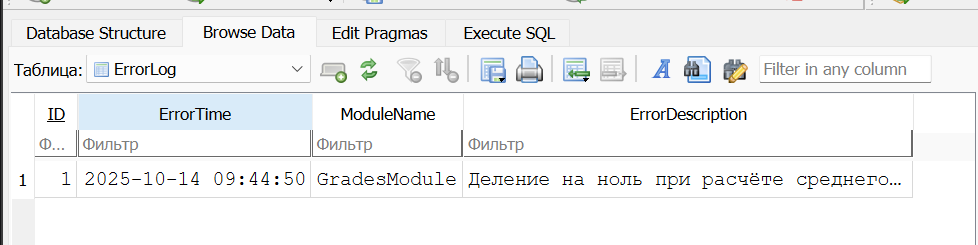 Database Structure Browse Data Edit Pragmas Execute SQL
Таблица: ErrorLog Filter in any column
ID ErrorTime ModuleName ErrorDescription
Ф... Фильтр Фильтр Фильтр
1 1 2025-10-14 09:44:50 GradesModule Деление на ноль при расчёте среднего…